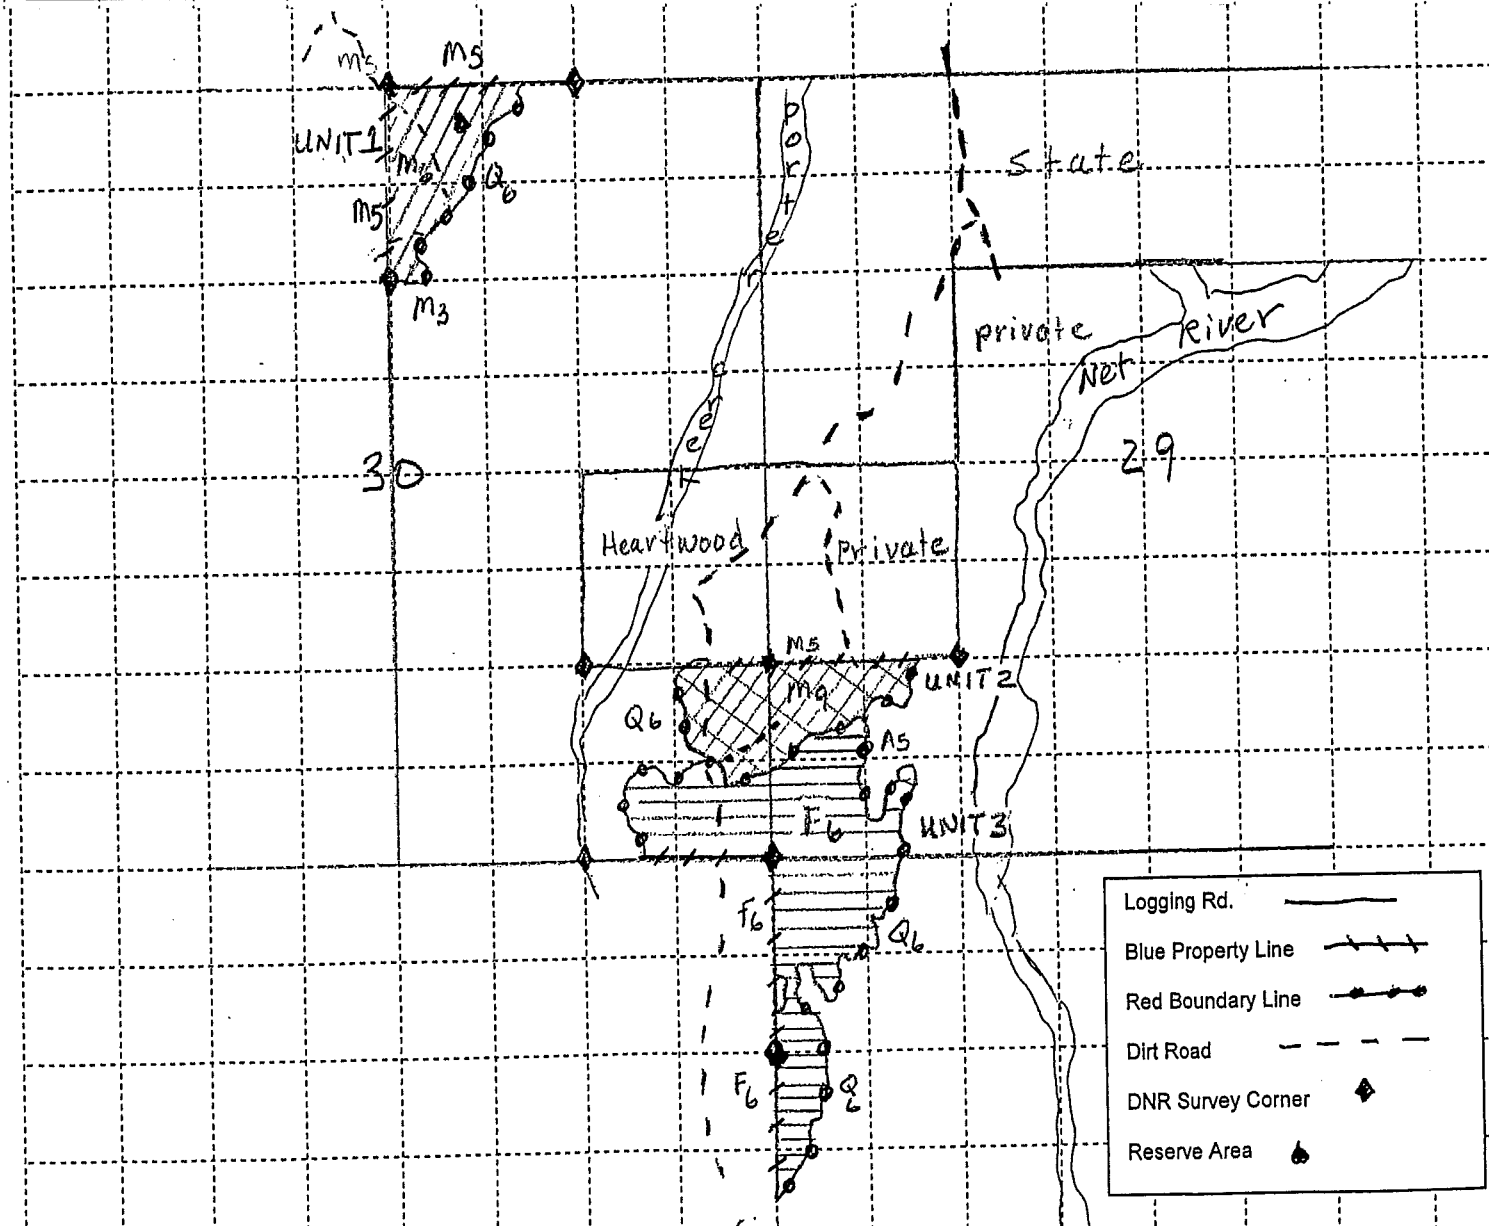 M5
M5
UNIT1
M6
Q6
M5
M3
porter creek
State
private
River
Net
30
29
Heartwood
Private
M5
M9
UNIT2
Q6
A5
F6
UNIT3
F6
Q6
F6
Q6
Logging Rd.
Blue Property Line
Red Boundary Line
Dirt Road
DNR Survey Corner
Reserve Area